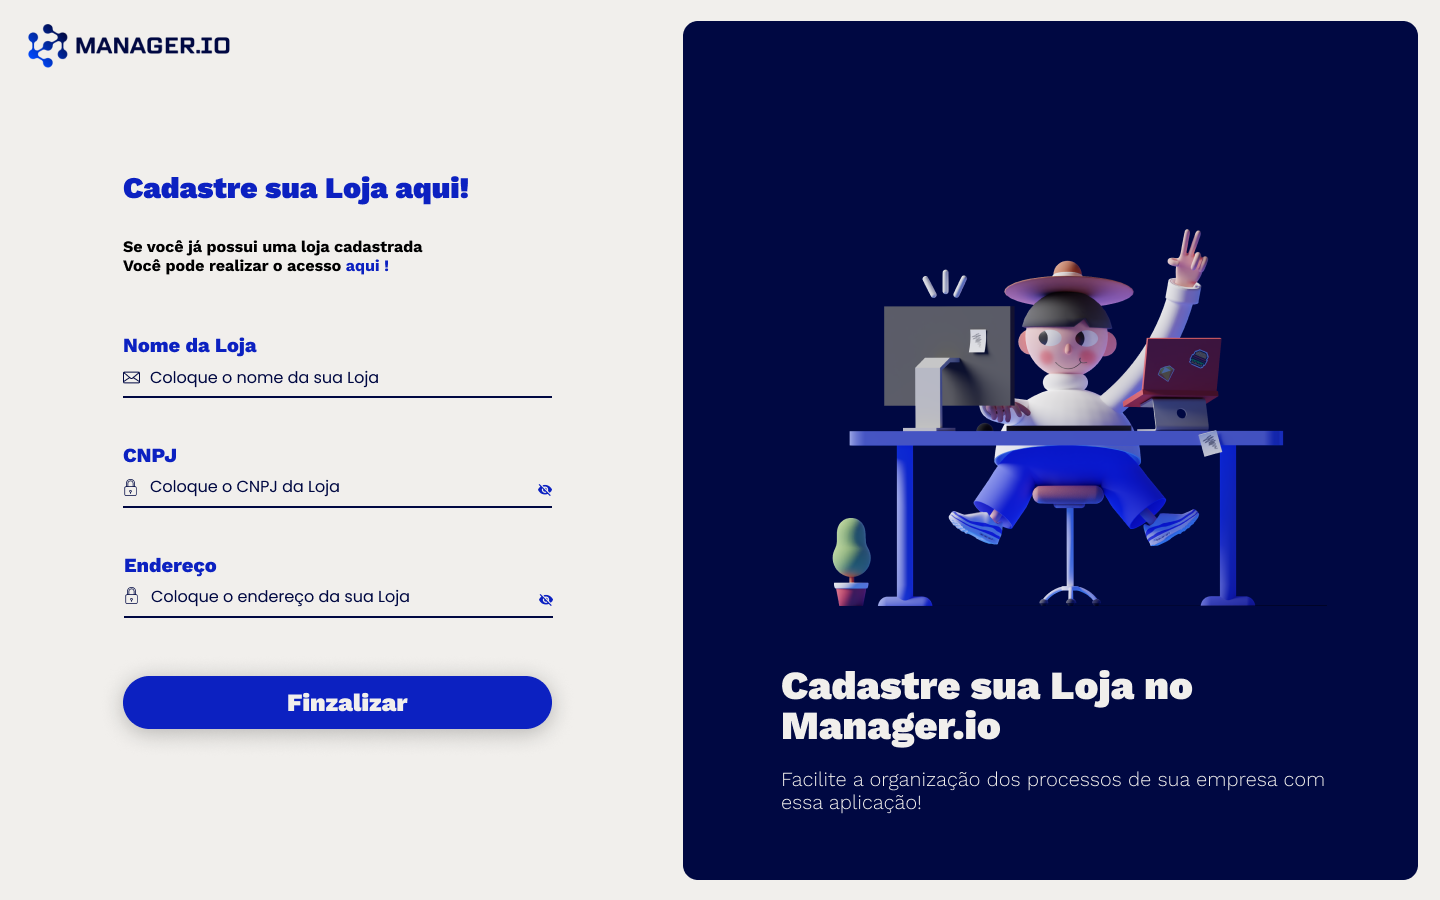 MANAGER.IO
Cadastre sua Loja aqui!
Se você já possui uma loja cadastrada
Você pode realizar o acesso aqui !
Nome da Loja
Coloque o nome da sua Loja
CNPJ
Coloque o CNPJ da Loja
Endereço
Coloque o endereço da sua Loja
Finzalizar
Cadastre sua Loja no
Manager.io
Facilite a organização dos processos de sua empresa com
essa aplicação!